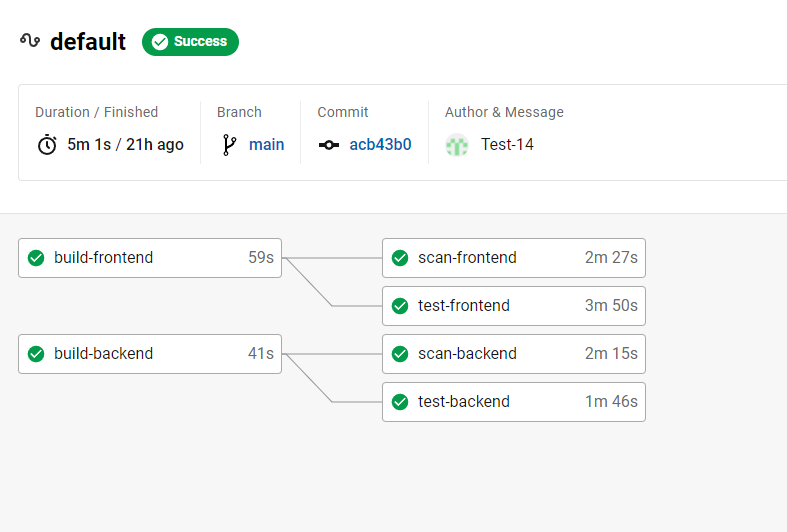 default Success
Duration / Finished Branch Commit Author & Message
5m 1s / 21h ago main acb43b0 Test-14
build-frontend 59s scan-frontend 2m 27s
test-frontend 3m 50s
build-backend 41s scan-backend 2m 15s
test-backend 1m 46s